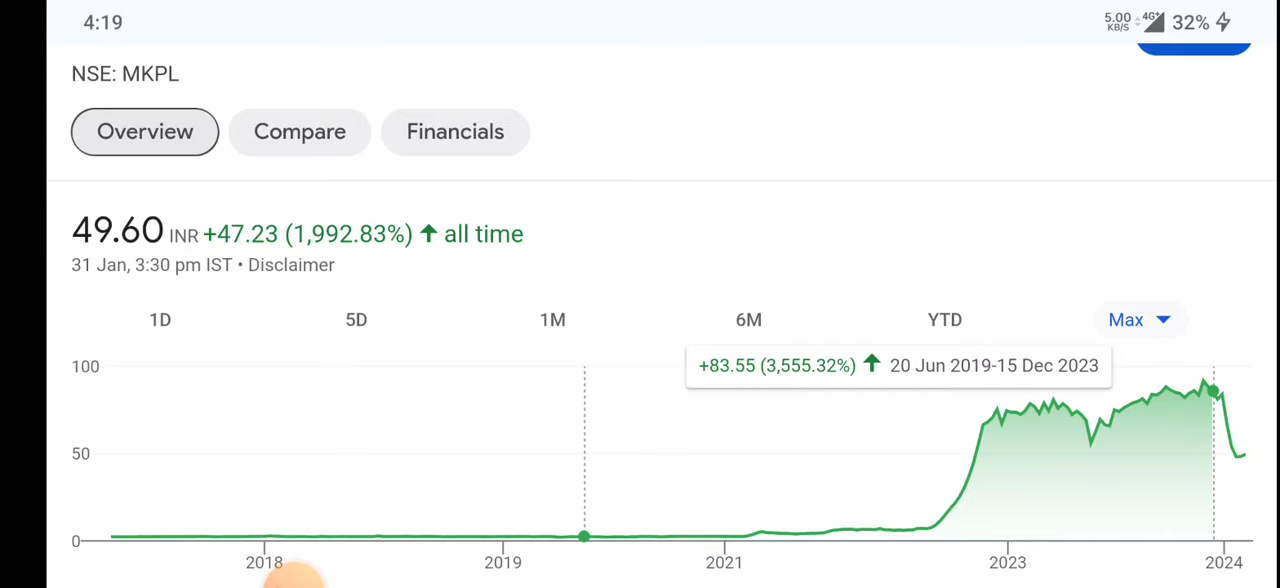 4:19
5.00 KB/S 4G+ 32%
NSE: MKPL
Overview Compare Financials
49.60 INR +47.23 (1,992.83%) ↑ all time
31 Jan, 3:30 pm IST • Disclaimer
1D 5D 1M 6M YTD Max
+83.55 (3,555.32%) ↑ 20 Jun 2019-15 Dec 2023
100
50
0
2018 2019 2021 2023 2024